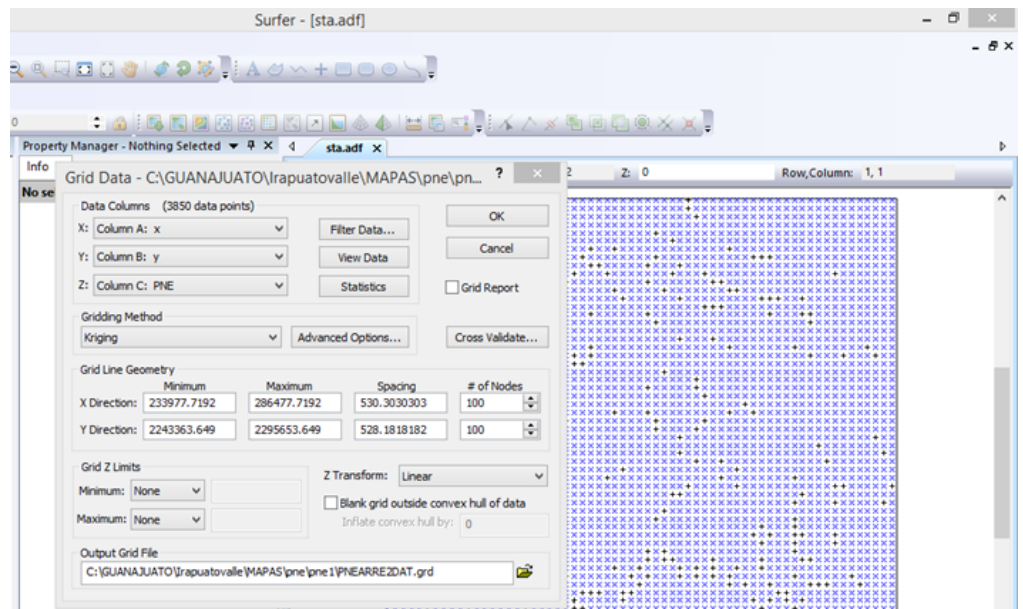 Surfer - [sta.adf]
0
Property Manager - Nothing Selected
sta.adf
Info
Z: 0
Row,Column: 1, 1
Grid Data - C:\GUANAJUATO\Irapuatovalle\MAPAS\pne\pn... ?
No se
Data Columns (3850 data points)
OK
X: Column A: x
Filter Data...
Y: Column B: y
View Data
Cancel
Z: Column C: PNE
Statistics
Grid Report
Gridding Method
Kriging
Advanced Options...
Cross Validate...
Grid Line Geometry
Minimum Maximum Spacing # of Nodes
X Direction: 233977.7192 286477.7192 530.3030303 100
Y Direction: 2243363.649 2295653.649 528.1818182 100
Grid Z Limits
Z Transform: Linear
Minimum: None
Blank grid outside convex hull of data
Maximum: None
Inflate convex hull by: 0
Output Grid File
C:\GUANAJUATO\Irapuatovalle\MAPAS\pne\pne1\PNEARRE2DAT.grd